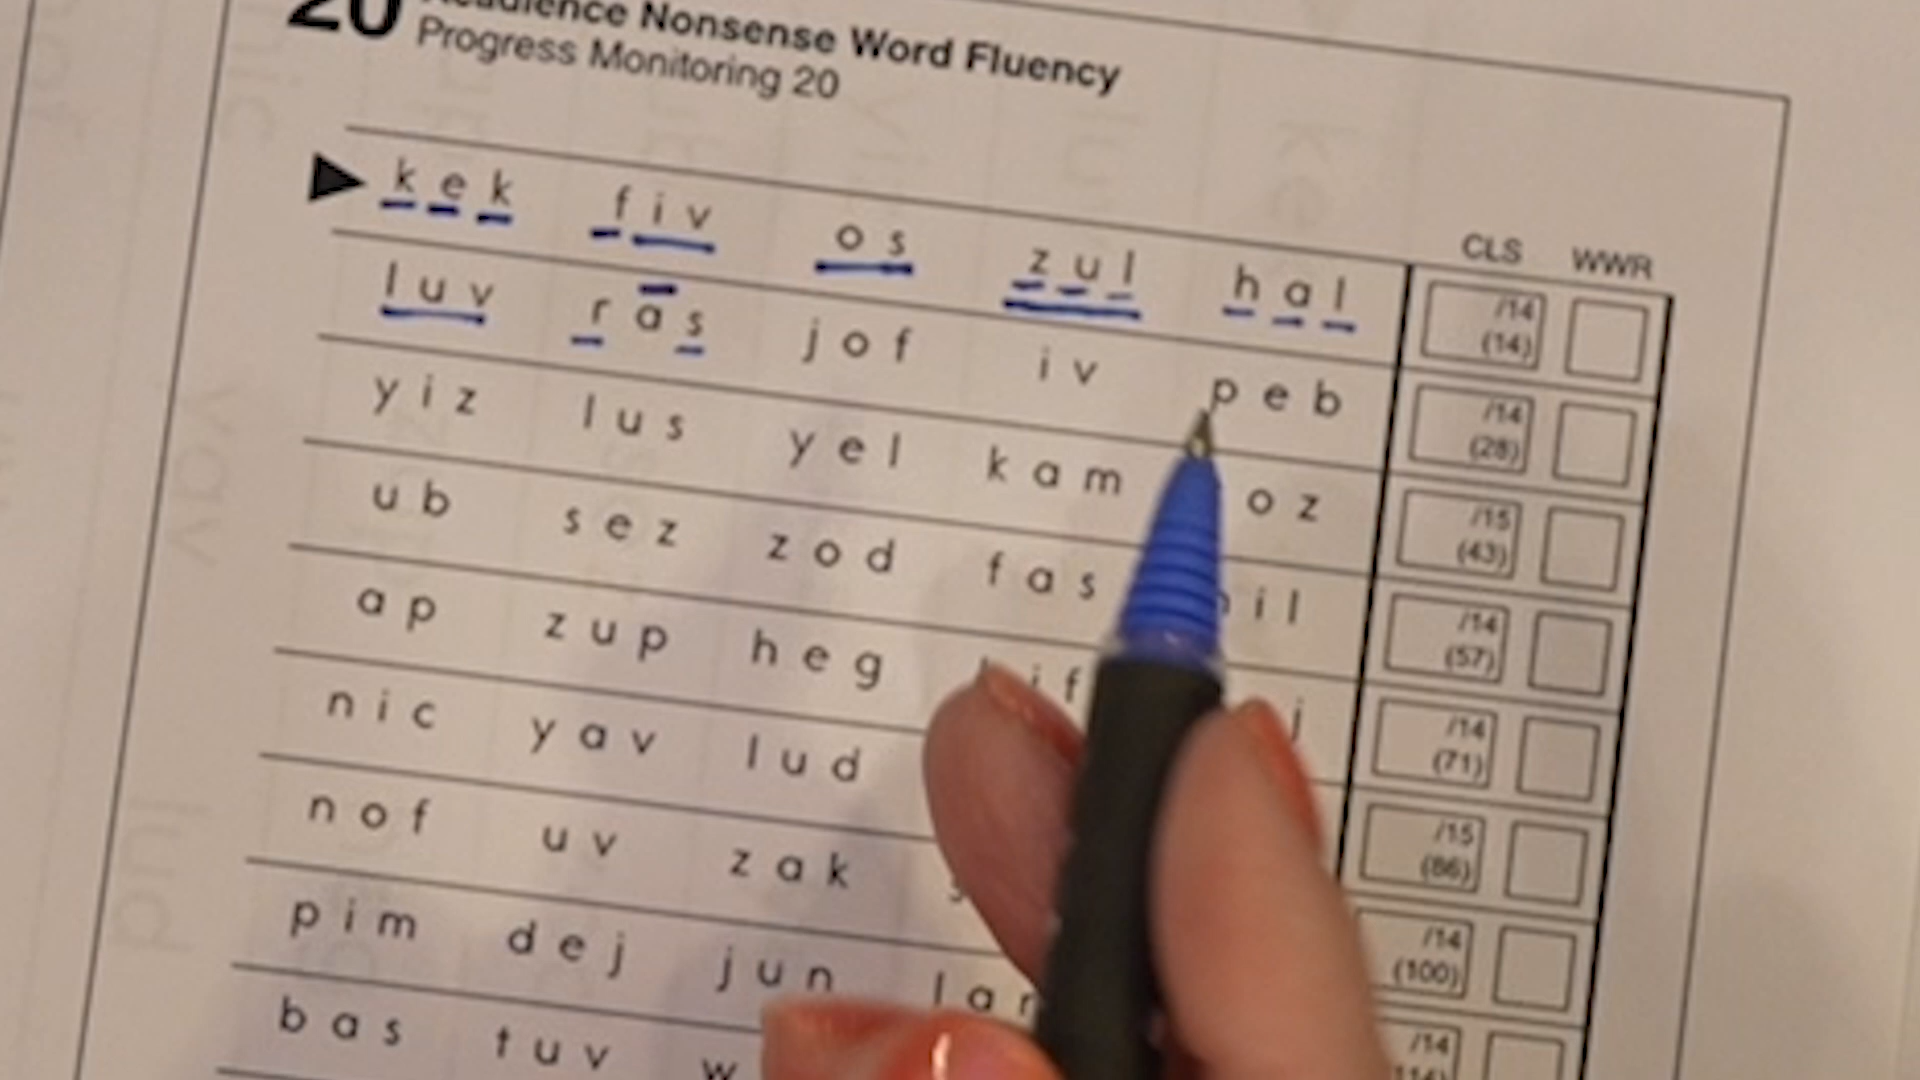 20 Nonsense Word Fluency
Progress Monitoring 20
CLS WWR
kek fiv os zul hal /14 (14)
luv ras jof iv peb /14 (28)
yiz lus yel kam oz /15 (43)
ub sez zod fas il /14 (57)
ap zup heg if j /14 (71)
nic yav lud /15 (86)
nof uv zak /14 (100)
pim dej jun lar /14
bas tuv w